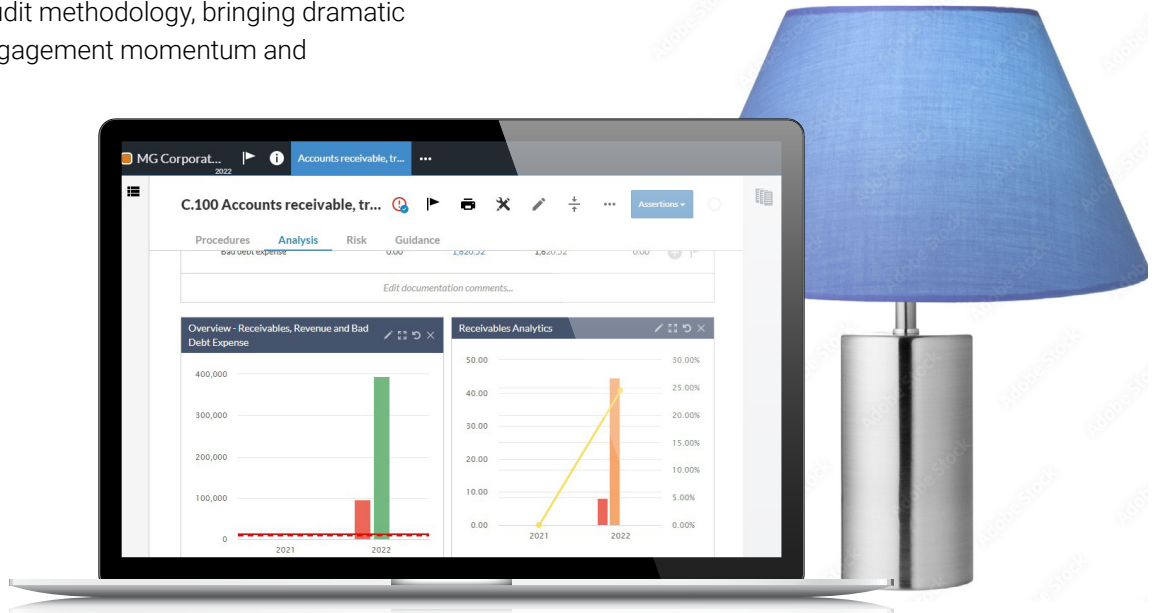 udit methodology, bringing dramatic
gagement momentum and
MG Corporat...
2022
Accounts receivable, tr...
C.100 Accounts receivable, tr...
Assertions
Procedures Analysis Risk Guidance
Bad debt expense 0.00 1,820.52 1,820.52 0.00
Edit documentation comments...
Overview - Receivables, Revenue and Bad
Debt Expense
400,000
300,000
200,000
100,000
0
2021 2022
Receivables Analytics
50.00 30.00%
25.00%
40.00
20.00%
30.00
15.00%
20.00
10.00%
10.00
5.00%
0.00 0.00%
2021 2022
AdobeStock